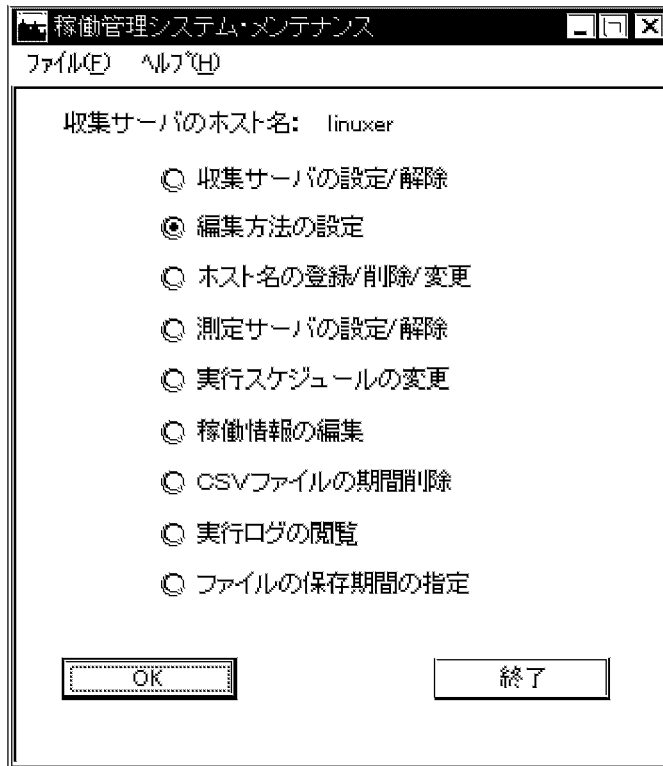 稼働管理システム・メンテナンス
ﾌｧｲﾙ(F) ﾍﾙﾌﾟ(H)
収集サーバのホスト名: linuxer
収集サーバの設定/解除
編集方法の設定
ホスト名の登録/削除/変更
測定サーバの設定/解除
実行スケジュールの変更
稼働情報の編集
CSVファイルの期間削除
実行ログの閲覧
ファイルの保存期間の指定
OK 終了